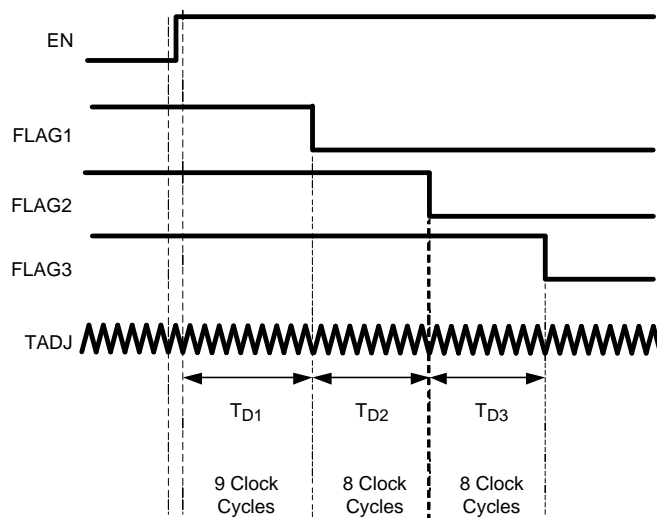 EN
FLAG1
FLAG2
FLAG3
TADJ
TD1 TD2 TD3
9 Clock 8 Clock 8 Clock
Cycles Cycles Cycles